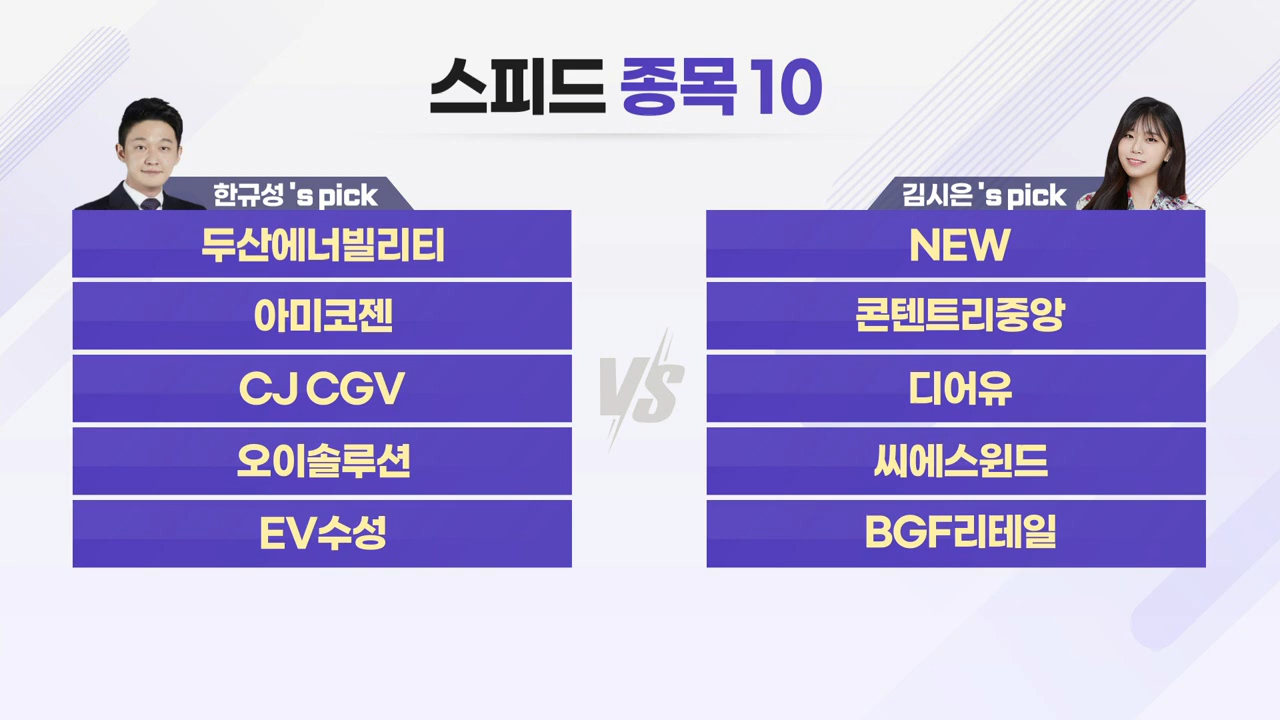 스피드 종목 10
한규성 's pick
두산에너빌리티
아미코젠
CJ CGV
오이솔루션
EV수성
VS
김시은 's pick
NEW
콘텐트리중앙
디어유
씨에스윈드
BGF리테일